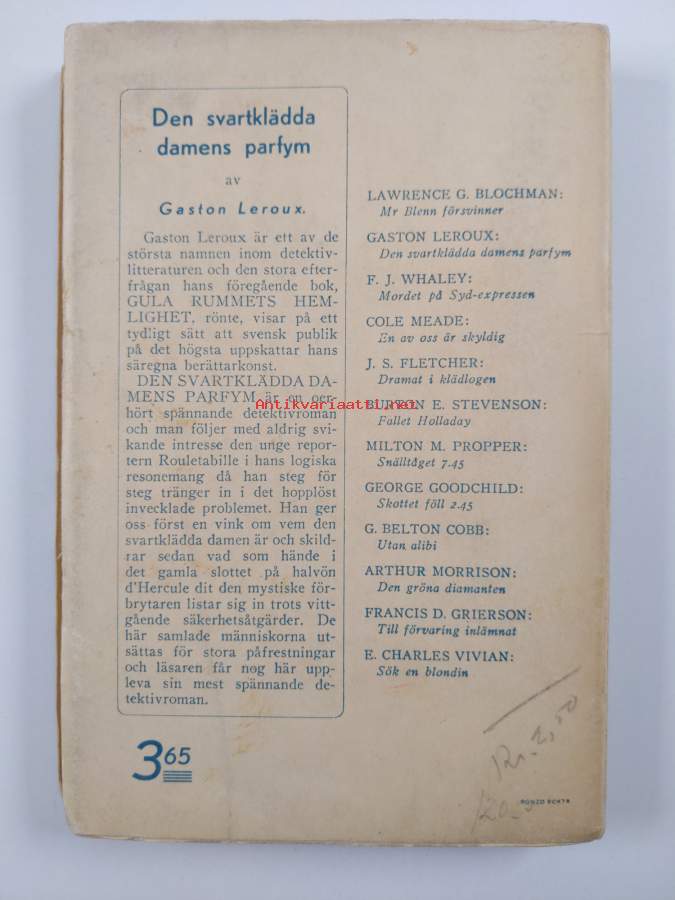 Den svartklädda
damens parfym
av
Gaston Leroux.
Gaston Leroux är ett av de
största namnen inom detektiv-
litteraturen och den stora efter-
frågan hans föregående bok,
GULA RUMMETS HEM-
LIGHET, rönte, visar på ett
tydligt sätt att svensk publik
på det högsta uppskattar hans
säregna berättarkonst.
DEN SVARTKLÄDDA DA-
MENS PARFYM är en oer-
hört spännande detektivroman
och man följer med aldrig svi-
kande intresse den unge repor-
tern Rouletabille i hans logiska
resonemang då han steg för
steg tränger in i det hopplöst
invecklade problemet. Han ger
oss först en vink om vem den
svartklädda damen är och skild-
rar sedan vad som hände i
det gamla slottet på halvön
d'Hercule dit den mystiske för-
brytaren listar sig in trots vitt-
gående säkerhetsåtgärder. De
här samlade människorna ut-
sättas för stora påfrestningar
och läsaren får nog här upp-
leva sin mest spännande de-
tektivroman.
3 65
LAWRENCE G. BLOCHMAN:
Mr Blenn försvinner
GASTON LEROUX:
Den svartklädda damens parfym
F. J. WHALEY:
Mordet på Syd-expressen
COLE MEADE:
En av oss är skyldig
J. S. FLETCHER:
Dramat i klädlogen
BURTON E. STEVENSON:
Fallet Holladay
MILTON M. PROPPER:
Snälltåget 7.45
GEORGE GOODCHILD:
Skottet föll 2.45
G. BELTON COBB:
Utan alibi
ARTHUR MORRISON:
Den gröna diamanten
FRANCIS D. GRIERSON:
Till förvaring inlämnat
E. CHARLES VIVIAN:
Sök en blondin
Antikvariaatti.net
Kr. 2,50